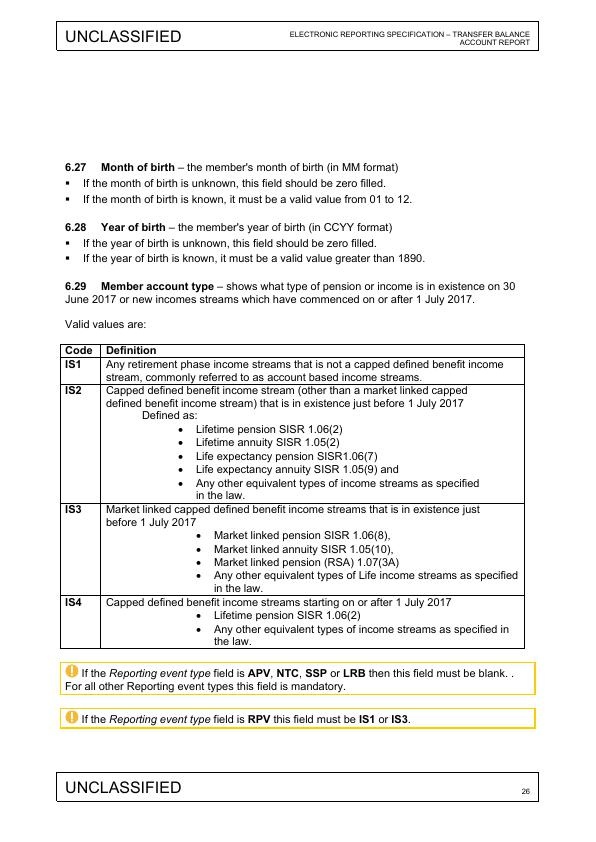 UNCLASSIFIED
ELECTRONIC REPORTING SPECIFICATION – TRANSFER BALANCE
ACCOUNT REPORT
6.27 Month of birth – the member's month of birth (in MM format)
▪ If the month of birth is unknown, this field should be zero filled.
▪ If the month of birth is known, it must be a valid value from 01 to 12.
6.28 Year of birth – the member's year of birth (in CCYY format)
▪ If the year of birth is unknown, this field should be zero filled.
▪ If the year of birth is known, it must be a valid value greater than 1890.
6.29 Member account type – shows what type of pension or income is in existence on 30
June 2017 or new incomes streams which have commenced on or after 1 July 2017.
Valid values are:
Code Definition
IS1 Any retirement phase income streams that is not a capped defined benefit income
stream, commonly referred to as account based income streams.
IS2 Capped defined benefit income stream (other than a market linked capped
defined benefit income stream) that is in existence just before 1 July 2017
Defined as:
• Lifetime pension SISR 1.06(2)
• Lifetime annuity SISR 1.05(2)
• Life expectancy pension SISR1.06(7)
• Life expectancy annuity SISR 1.05(9) and
• Any other equivalent types of income streams as specified
in the law.
IS3 Market linked capped defined benefit income streams that is in existence just
before 1 July 2017
• Market linked pension SISR 1.06(8),
• Market linked annuity SISR 1.05(10),
• Market linked pension (RSA) 1.07(3A)
• Any other equivalent types of Life income streams as specified
in the law.
IS4 Capped defined benefit income streams starting on or after 1 July 2017
• Lifetime pension SISR 1.06(2)
• Any other equivalent types of income streams as specified in
the law.
! If the Reporting event type field is APV, NTC, SSP or LRB then this field must be blank. .
For all other Reporting event types this field is mandatory.
! If the Reporting event type field is RPV this field must be IS1 or IS3.
UNCLASSIFIED
26